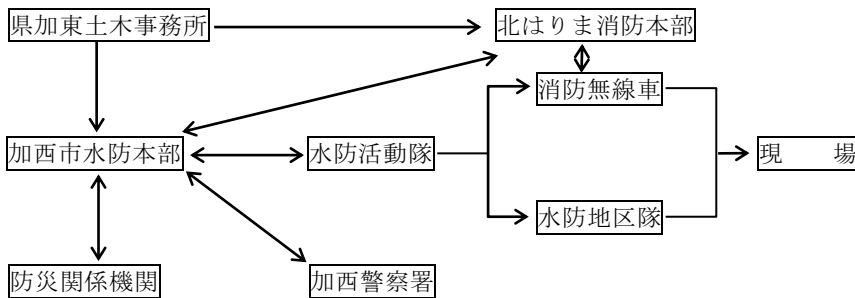 県加東土木事務所
北はりま消防本部
消防無線車
加西市水防本部
水防活動隊
現　　場
水防地区隊
防災関係機関
加西警察署